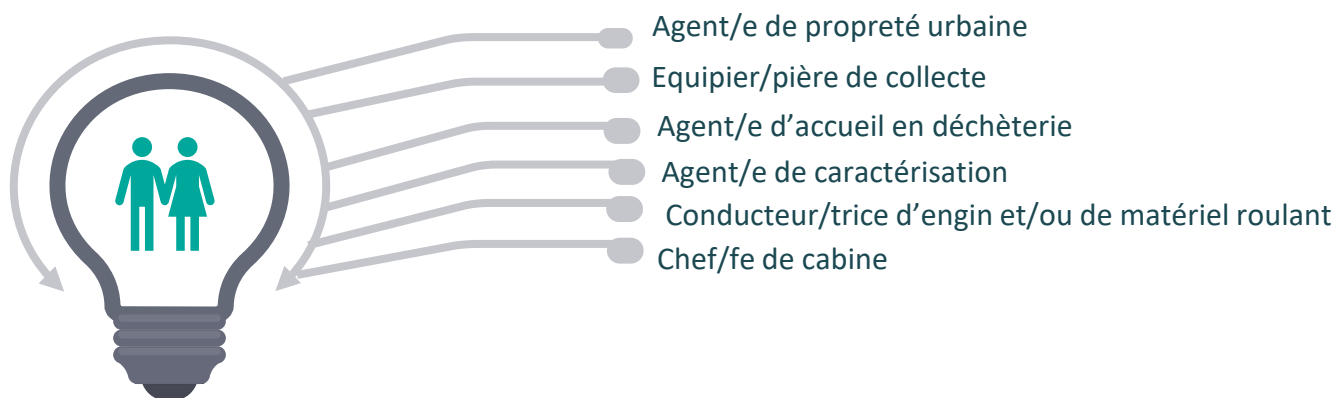 Agent/e de propreté urbaine
Equipier/pière de collecte
Agent/e d’accueil en déchèterie
Agent/e de caractérisation
Conducteur/trice d’engin et/ou de matériel roulant
Chef/fe de cabine